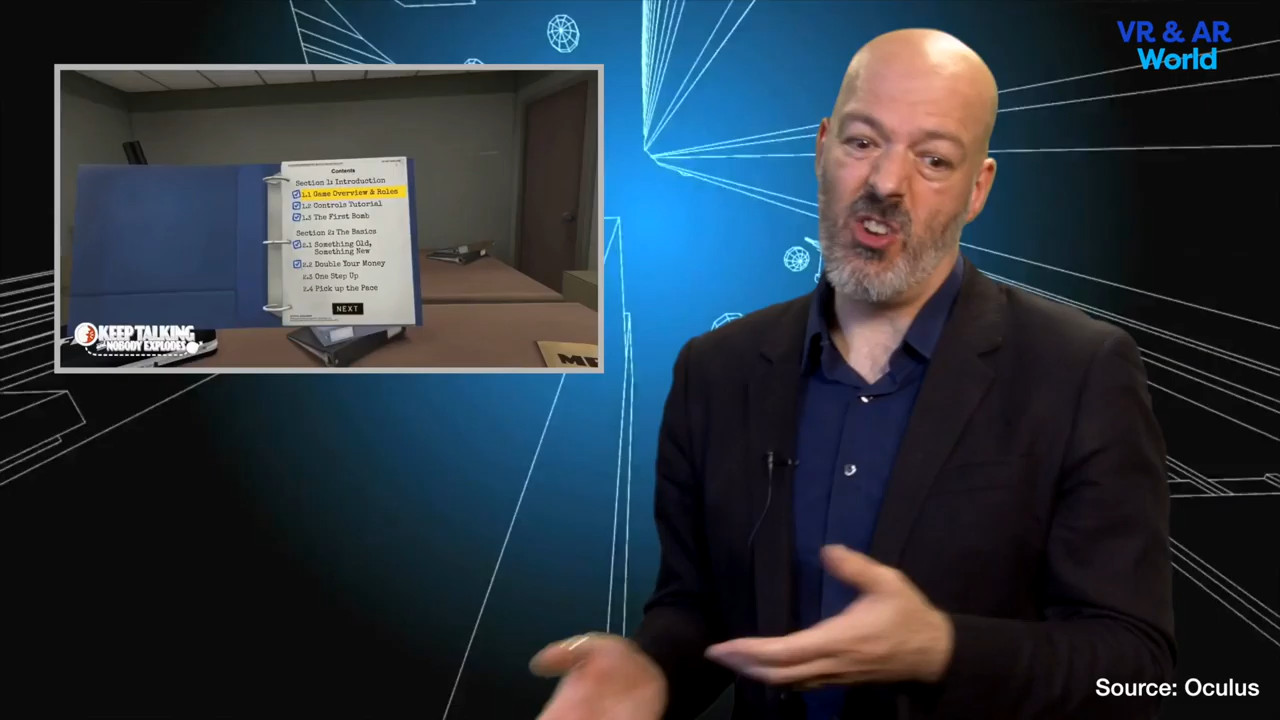 VR & AR
World
Contents
Section 1: Introduction
1.1 Game Overview & Roles
1.2 Controls Tutorial
1.3 The First Bomb
Section 2: The Basics
2.1 Something Old,
Something New
2.2 Double Your Money
2.3 One Step Up
2.4 Pick up the Pace
NEXT
KEEP TALKING
and NOBODY EXPLODES
Source: Oculus